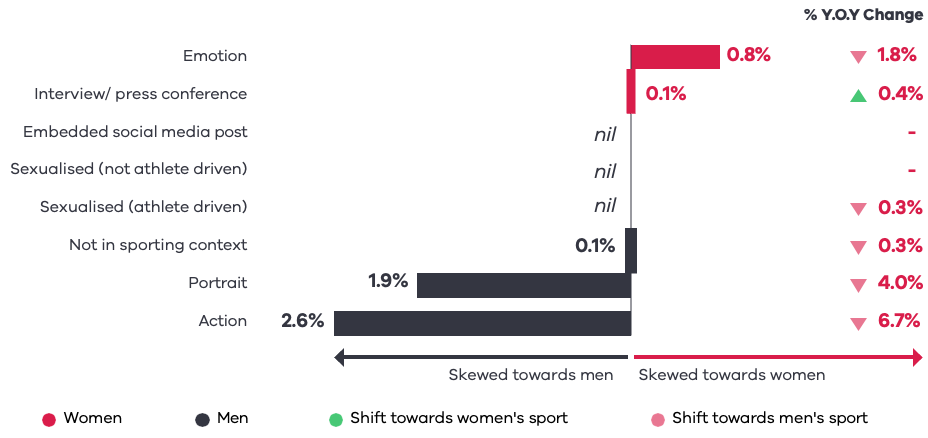 % Y.O.Y Change
Emotion 0.8% 1.8%
Interview/ press conference 0.1% 0.4%
Embedded social media post nil -
Sexualised (not athlete driven) nil -
Sexualised (athlete driven) nil 0.3%
Not in sporting context 0.1% 0.3%
Portrait 1.9% 4.0%
Action 2.6% 6.7%
Skewed towards men Skewed towards women
Women Men Shift towards women's sport Shift towards men's sport